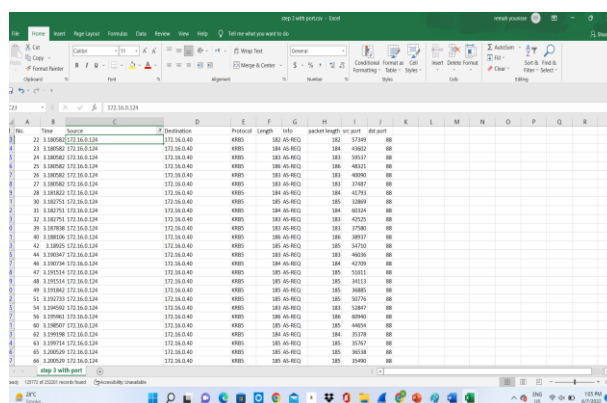 step 3 with port.csv - Excel
File Home Insert Page Layout Formulas Data Review View Help Tell me what you want to do
Cut
Copy
Format Painter
Calibri 11
Wrap Text
Merge & Center
General
Conditional Formatting Format as Table Cell Styles
Insert Delete Format
AutoSum
Fill
Clear
Sort & Filter Find & Select
Clipboard Font Alignment Number Styles Cells Editing
172.16.0.124
A B C D E F G H I J K L M N O P Q R
No. Time Source Destination Protocol Length Info packet length src port dst port
22 3.180582 172.16.0.124 172.16.0.40 KRB5 182 AS-REQ 182 57349 88
23 3.180582 172.16.0.124 172.16.0.40 KRB5 184 AS-REQ 184 43602 88
24 3.180582 172.16.0.124 172.16.0.40 KRB5 183 AS-REQ 183 59537 88
25 3.180582 172.16.0.124 172.16.0.40 KRB5 186 AS-REQ 186 48321 88
26 3.180582 172.16.0.124 172.16.0.40 KRB5 183 AS-REQ 183 40090 88
27 3.180582 172.16.0.124 172.16.0.40 KRB5 183 AS-REQ 183 37487 88
28 3.181822 172.16.0.124 172.16.0.40 KRB5 184 AS-REQ 184 41793 88
30 3.182751 172.16.0.124 172.16.0.40 KRB5 185 AS-REQ 185 32869 88
31 3.182751 172.16.0.124 172.16.0.40 KRB5 184 AS-REQ 184 60324 88
32 3.182751 172.16.0.124 172.16.0.40 KRB5 183 AS-REQ 183 42525 88
39 3.187838 172.16.0.124 172.16.0.40 KRB5 183 AS-REQ 183 37580 88
40 3.188106 172.16.0.124 172.16.0.40 KRB5 186 AS-REQ 186 38937 88
42 3.18925 172.16.0.124 172.16.0.40 KRB5 185 AS-REQ 185 54710 88
44 3.190347 172.16.0.124 172.16.0.40 KRB5 183 AS-REQ 183 46036 88
46 3.190734 172.16.0.124 172.16.0.40 KRB5 184 AS-REQ 184 42709 88
47 3.191514 172.16.0.124 172.16.0.40 KRB5 185 AS-REQ 185 51611 88
48 3.191514 172.16.0.124 172.16.0.40 KRB5 185 AS-REQ 185 34113 88
49 3.191842 172.16.0.124 172.16.0.40 KRB5 185 AS-REQ 185 36885 88
51 3.192733 172.16.0.124 172.16.0.40 KRB5 185 AS-REQ 185 50776 88
54 3.194592 172.16.0.124 172.16.0.40 KRB5 183 AS-REQ 183 52847 88
56 3.195961 172.16.0.124 172.16.0.40 KRB5 186 AS-REQ 186 60940 88
60 3.198507 172.16.0.124 172.16.0.40 KRB5 185 AS-REQ 185 44654 88
62 3.199198 172.16.0.124 172.16.0.40 KRB5 184 AS-REQ 184 35378 88
63 3.199714 172.16.0.124 172.16.0.40 KRB5 185 AS-REQ 185 35767 88
65 3.200529 172.16.0.124 172.16.0.40 KRB5 185 AS-REQ 185 36538 88
66 3.200529 172.16.0.124 172.16.0.40 KRB5 185 AS-REQ 185 35490 88
step 3 with port
records found Accessibility: Unavailable
ENG
US